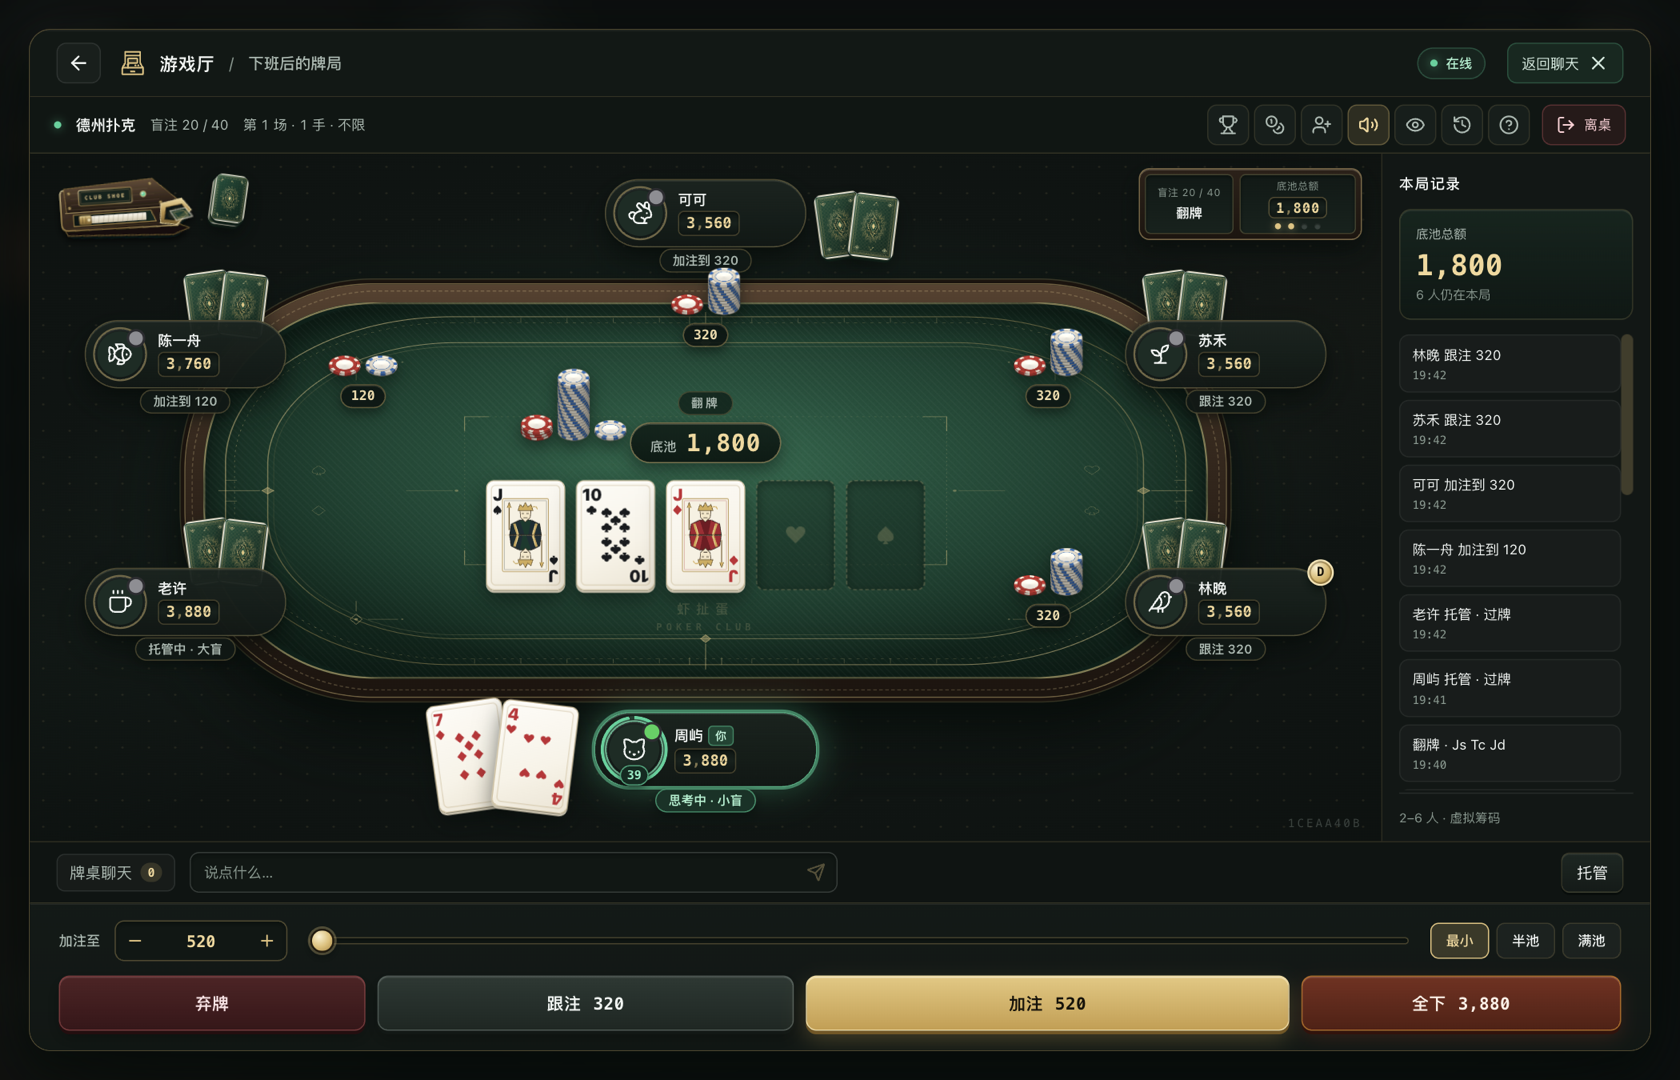 游戏厅 / 下班后的牌局
在线
返回聊天
德州扑克 盲注 20 / 40 第 1 场 · 1 手 · 不限
离桌
CLUB SHOE
可可
3,560
加注到 320
盲注 20 / 40
翻牌
底池总额
1,800
陈一舟
3,760
加注到 120
苏禾
3,560
跟注 320
320
120
320
翻牌
底池 1,800
J
J
10
10
J
J
老许
3,880
托管中 · 大盲
林晚
3,560
D
跟注 320
320
虾扯蛋
POKER CLUB
7
4
4
周屿 你
3,880
39
思考中 · 小盲
1CEAA40B
本局记录
底池总额
1,800
6 人仍在本局
林晚 跟注 320
19:42
苏禾 跟注 320
19:42
可可 加注到 320
19:42
陈一舟 加注到 120
19:42
老许 托管 · 过牌
19:42
周屿 托管 · 过牌
19:41
翻牌 · Js Tc Jd
19:40
2–6 人 · 虚拟筹码
牌桌聊天 0
说点什么...
托管
加注至 − 520 +
最小 半池 满池
弃牌
跟注 320
加注 520
全下 3,880